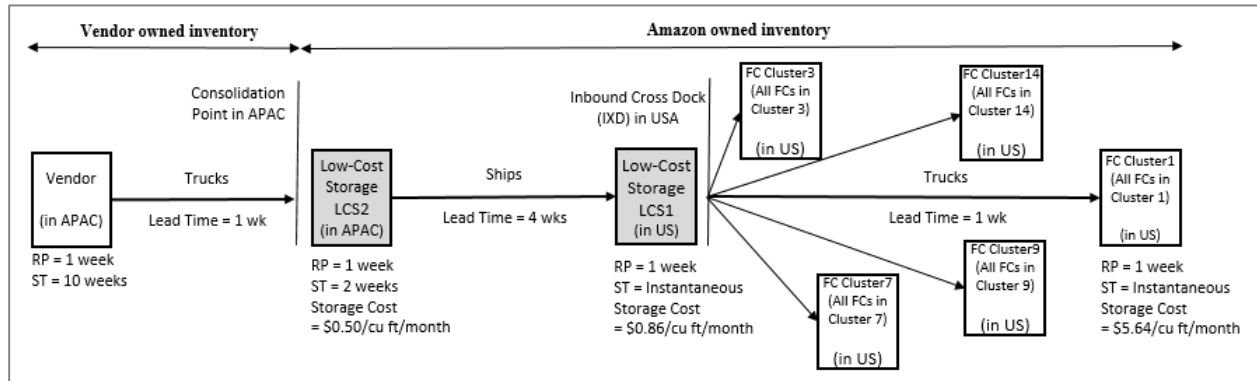 Vendor owned inventory
Amazon owned inventory
Consolidation
Point in APAC
Inbound Cross Dock
(IXD) in USA
FC Cluster3
(All FCs in
Cluster 3)
(in US)
FC Cluster14
(All FCs in
Cluster 14)
(in US)
Vendor
(in APAC)
Trucks
Lead Time = 1 wk
Low-Cost
Storage
LCS2
(in APAC)
Ships
Lead Time = 4 wks
Low-Cost
Storage
LCS1
(in US)
Trucks
Lead Time = 1 wk
FC Cluster1
(All FCs in
Cluster 1)
(in US)
RP = 1 week
ST = 10 weeks
RP = 1 week
ST = 2 weeks
Storage Cost
= $0.50/cu ft/month
RP = 1 week
ST = Instantaneous
Storage Cost
= $0.86/cu ft/month
FC Cluster7
(All FCs in
Cluster 7)
(in US)
FC Cluster9
(All FCs in
Cluster 9)
(in US)
RP = 1 week
ST = Instantaneous
Storage Cost
= $5.64/cu ft/month